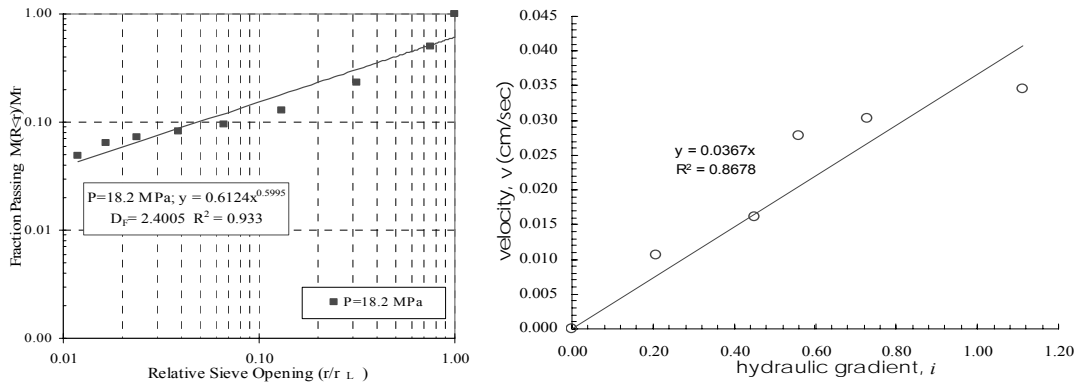 Fraction Passing M(R<r)/MT
1.00
0.10
0.01
0.00
P=18.2 MPa; y = 0.6124x^0.5995
DF= 2.4005 R² = 0.933
P=18.2 MPa
0.01
0.10
1.00
Relative Sieve Opening (r/r L )
velocity, v (cm/sec)
0.045
0.040
0.035
0.030
0.025
0.020
0.015
0.010
0.005
0.000
y = 0.0367x
R² = 0.8678
0.00 0.20 0.40 0.60 0.80 1.00 1.20
hydraulic gradient, i